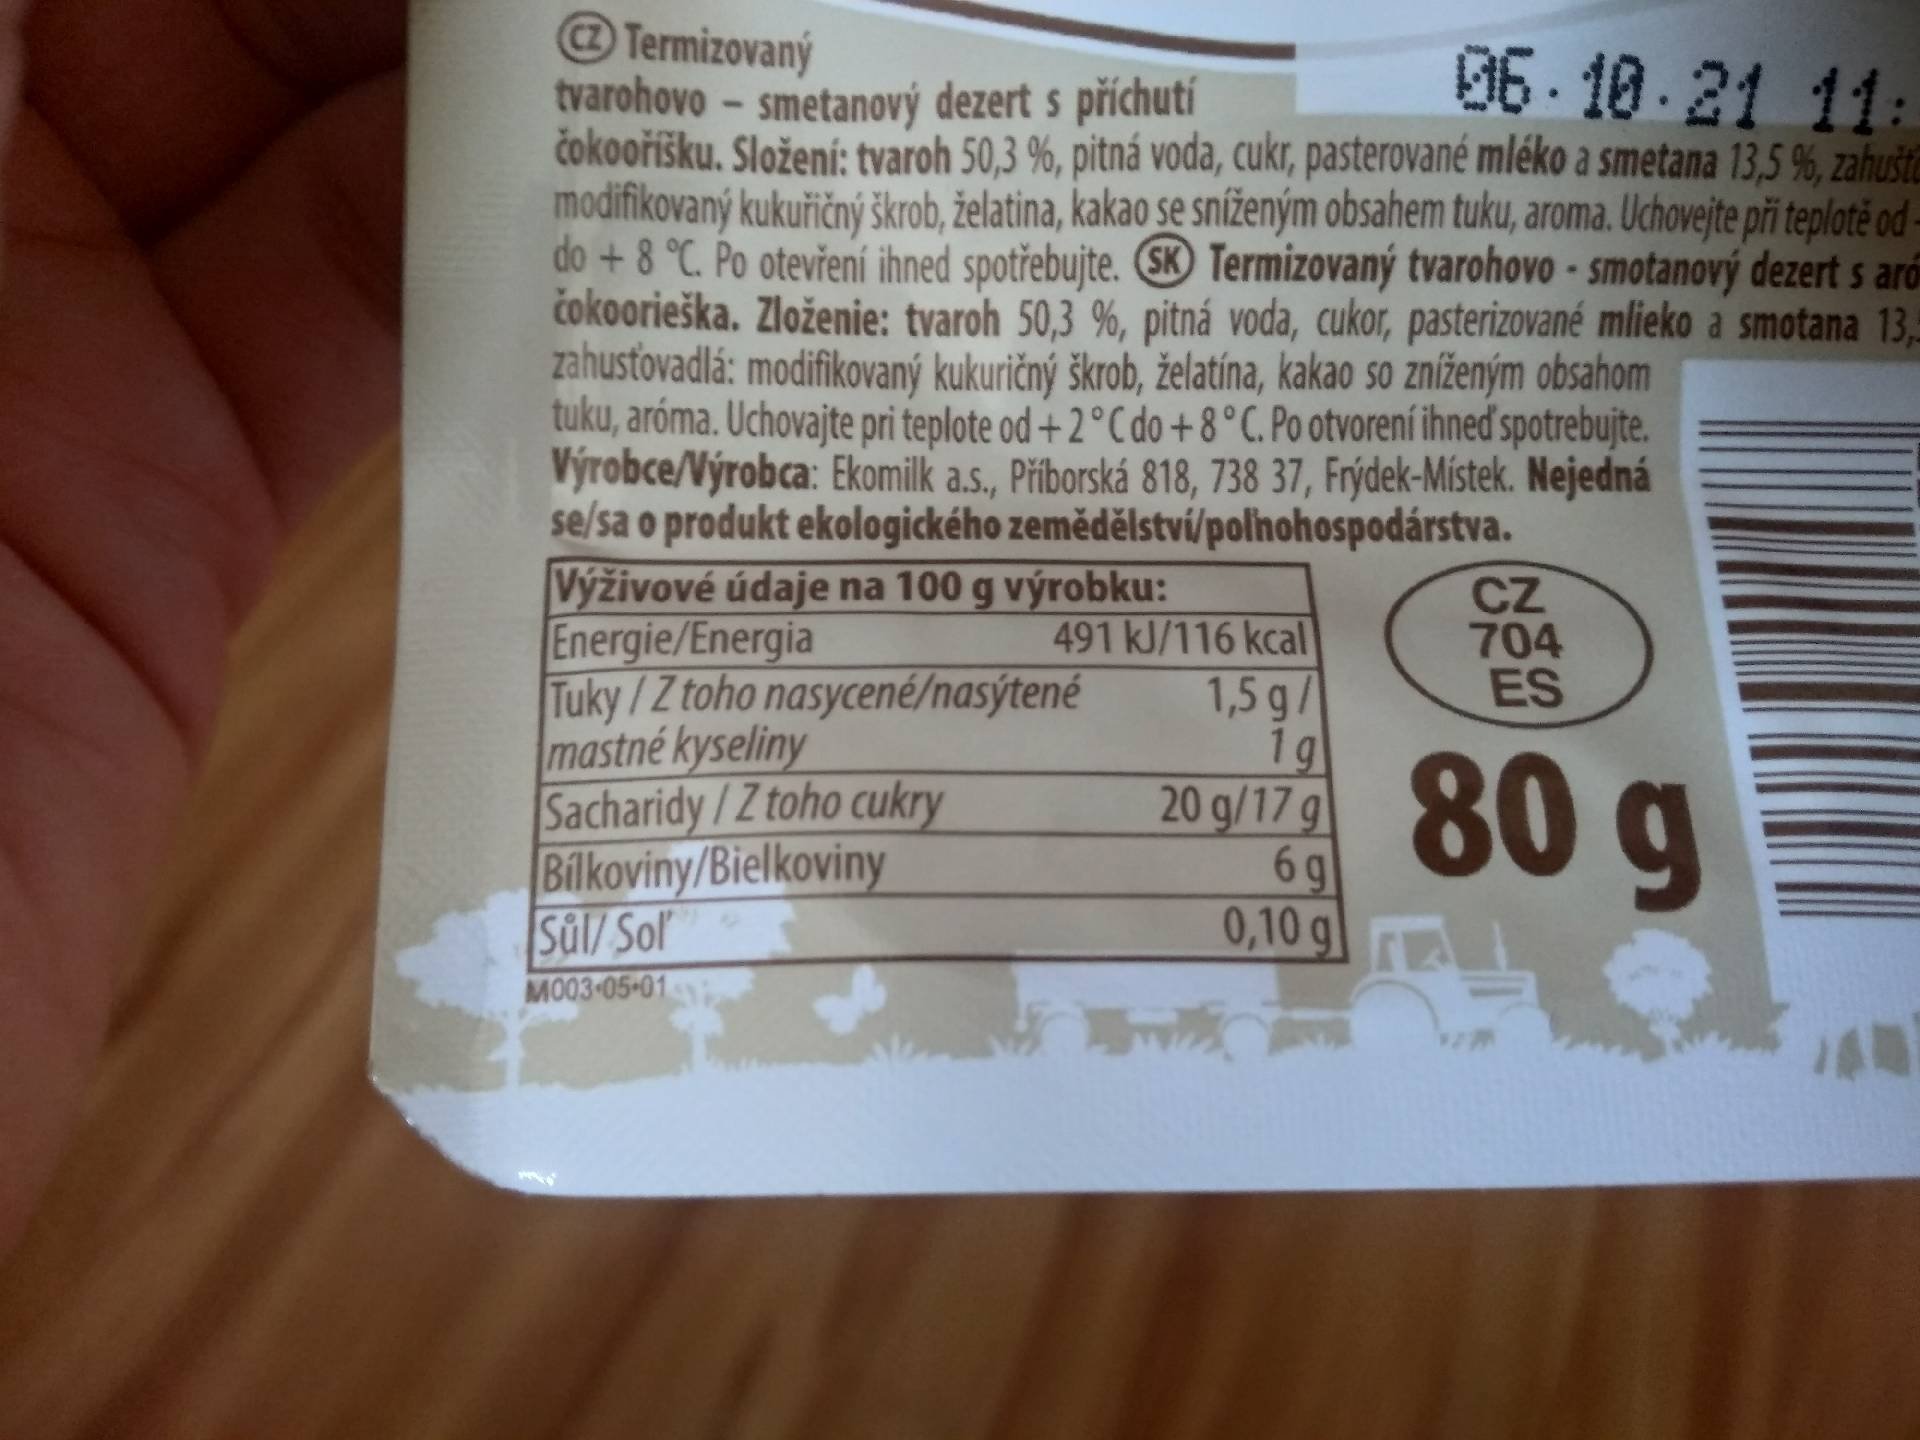 CZ Termizovaný
06.10.21 11:
tvarohovo – smetanový dezert s příchutí
čokooříšku. Složení: tvaroh 50,3 %, pitná voda, cukr, pasterované mléko a smetana 13,5 %,
modifikovaný kukuřičný škrob, želatina, kakao se sníženým obsahem tuku, aroma. Uchovejte při teplotě od
do + 8 °C. Po otevření ihned spotřebujte. SK Termizovaný tvarohovo - smotanový dezert s
čokoorieška. Zloženie: tvaroh 50,3 %, pitná voda, cukor, pasterizované mlieko a smotana 13,
zahusťovadlá: modifikovaný kukuričný škrob, želatína, kakao so zníženým obsahom
tuku, aróma. Uchovajte pri teplote od + 2 °C do + 8 °C. Po otvorení ihneď spotrebujte.
Výrobce/Výrobca: Ekomilk a.s., Příborská 818, 738 37, Frýdek-Místek. Nejedná
se/sa o produkt ekologického zemědělství/poľnohospodárstva.
Výživové údaje na 100 g výrobku:
Energie/Energia 491 kJ/116 kcal
Tuky / Z toho nasycené/nasýtené 1,5 g /
mastné kyseliny 1 g
Sacharidy / Z toho cukry 20 g/17 g
Bílkoviny/Bielkoviny 6 g
Sůl/ Soľ 0,10 g
M003-05-01
CZ
704
ES
80 g